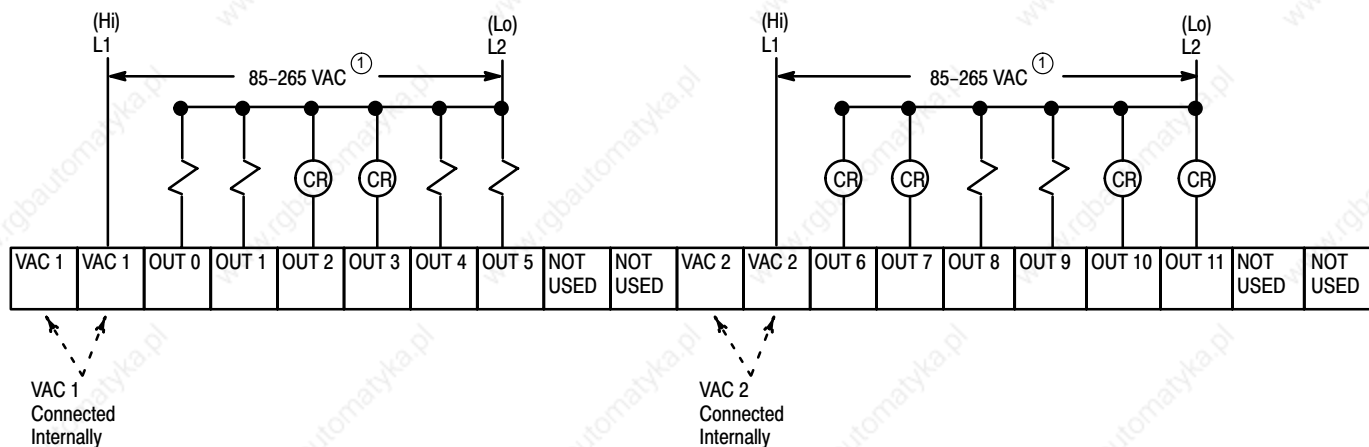 (Hi)
L1
(Lo)
L2
85–265 VAC ①
CR
CR
(Hi)
L1
(Lo)
L2
85–265 VAC ①
CR
CR
CR
CR
VAC 1
VAC 1
OUT 0
OUT 1
OUT 2
OUT 3
OUT 4
OUT 5
NOT
USED
NOT
USED
VAC 2
VAC 2
OUT 6
OUT 7
OUT 8
OUT 9
OUT 10
OUT 11
NOT
USED
NOT
USED
VAC 1
Connected
Internally
VAC 2
Connected
Internally
www.rgbautomatyka.pl